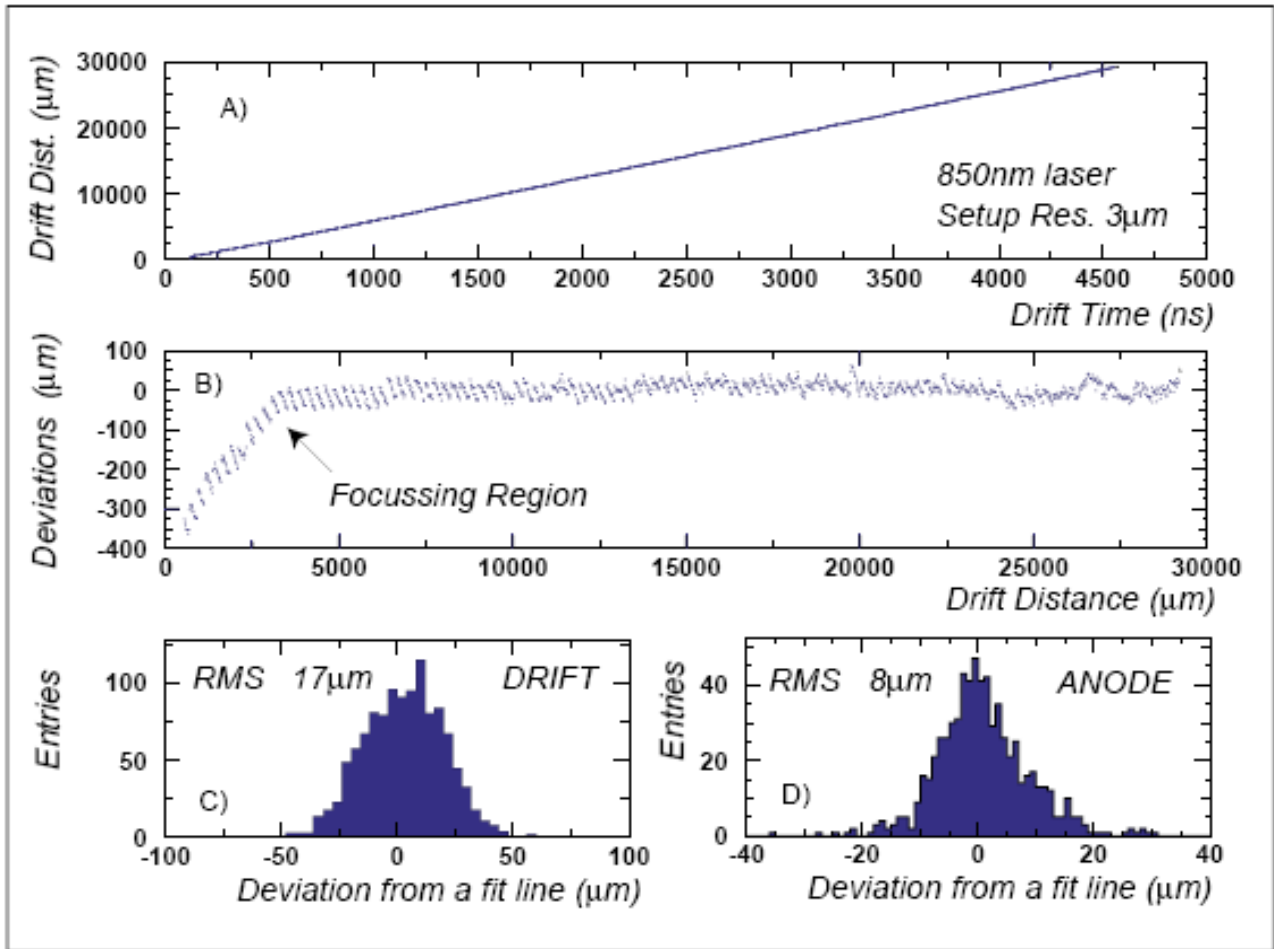 30000
20000
10000
0
Drift Dist. (μm)
A)
850nm laser
Setup Res. 3μm
0 500 1000 1500 2000 2500 3000 3500 4000 4500 5000
Drift Time (ns)
100
0
-100
-200
-300
-400
Deviations (μm)
B)
Focussing Region
0 5000 10000 15000 20000 25000 30000
Drift Distance (μm)
100
50
0
Entries
RMS 17μm DRIFT
C)
-100 -50 0 50 100
Deviation from a fit line (μm)
40
20
0
Entries
RMS 8μm ANODE
D)
-40 -20 0 20 40
Deviation from a fit line (μm)